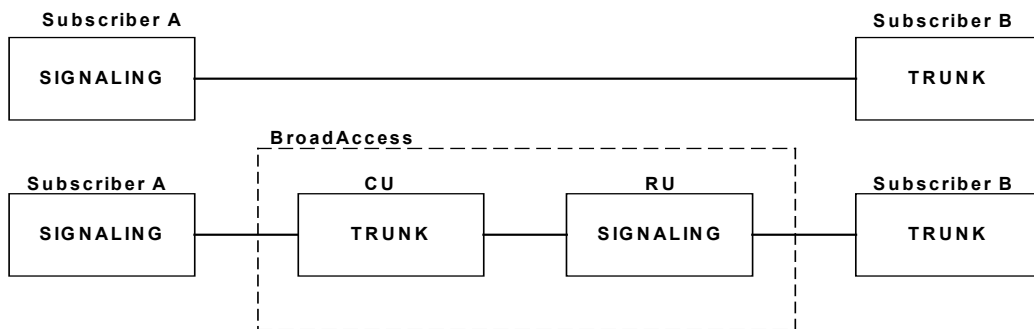 Subscriber A Subscriber B
SIGNALING TRUNK
BroadAccess
Subscriber A CU RU Subscriber B
SIGNALING TRUNK SIGNALING TRUNK